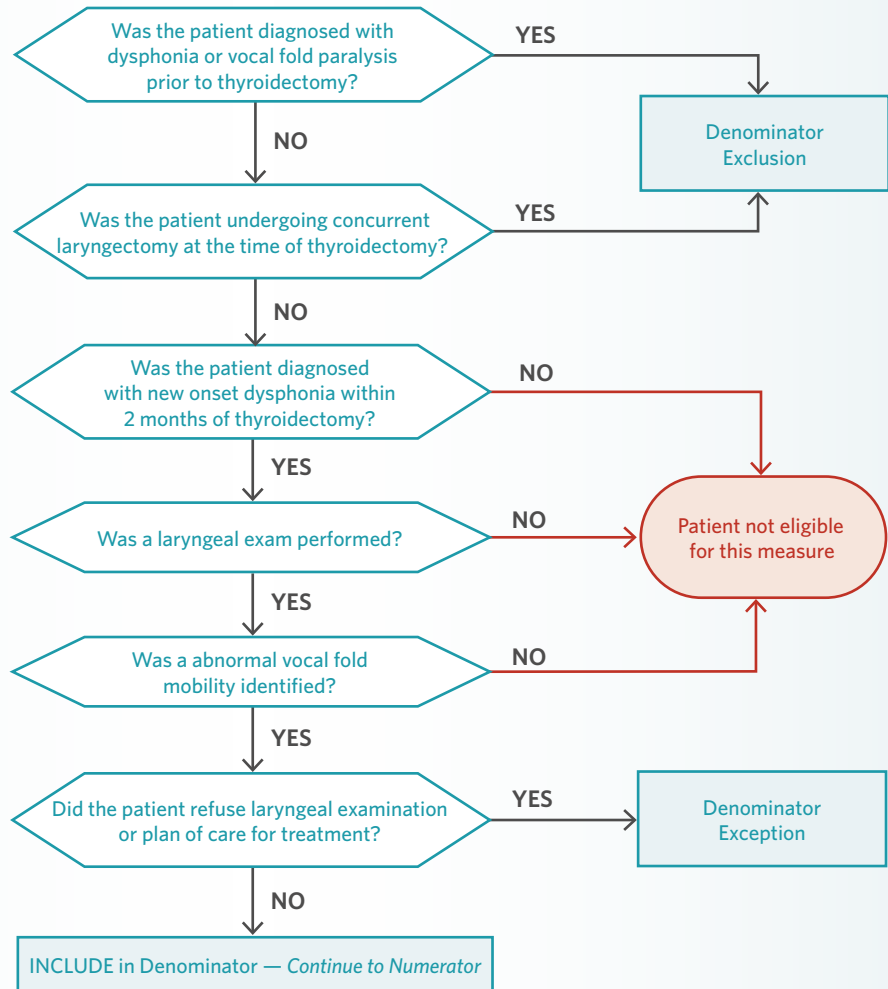 Was the patient diagnosed with
dysphonia or vocal fold paralysis
prior to thyroidectomy?
YES
Denominator
Exclusion
NO
Was the patient undergoing concurrent
laryngectomy at the time of thyroidectomy?
YES
NO
Was the patient diagnosed
with new onset dysphonia within
2 months of thyroidectomy?
NO
YES
Was a laryngeal exam performed?
NO
Patient not eligible
for this measure
YES
Was a abnormal vocal fold
mobility identified?
NO
YES
Did the patient refuse laryngeal examination
or plan of care for treatment?
YES
Denominator
Exception
NO
INCLUDE in Denominator — Continue to Numerator